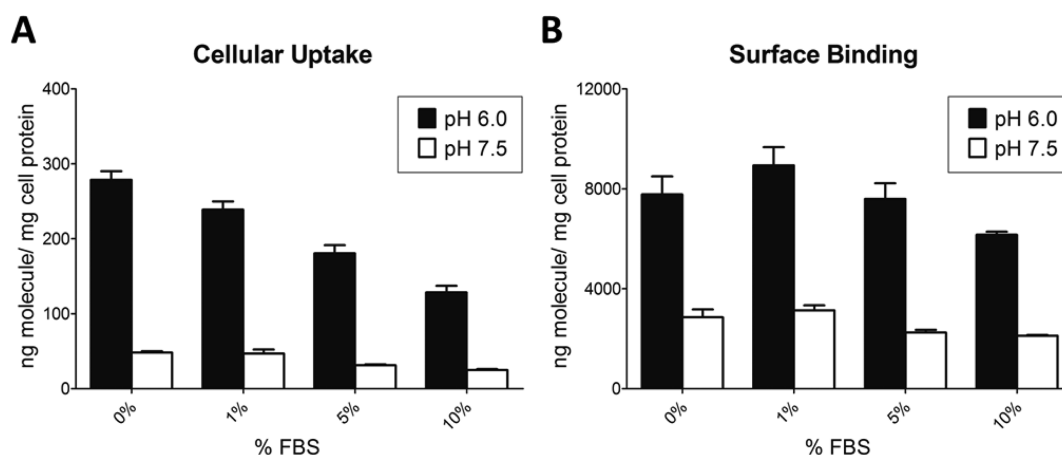 A
Cellular Uptake
ng molecule/ mg cell protein
400
300
200
100
0
pH 6.0
pH 7.5
0%
1%
5%
10%
% FBS
B
Surface Binding
ng molecule/ mg cell protein
12000
8000
4000
0
pH 6.0
pH 7.5
0%
1%
5%
10%
% FBS